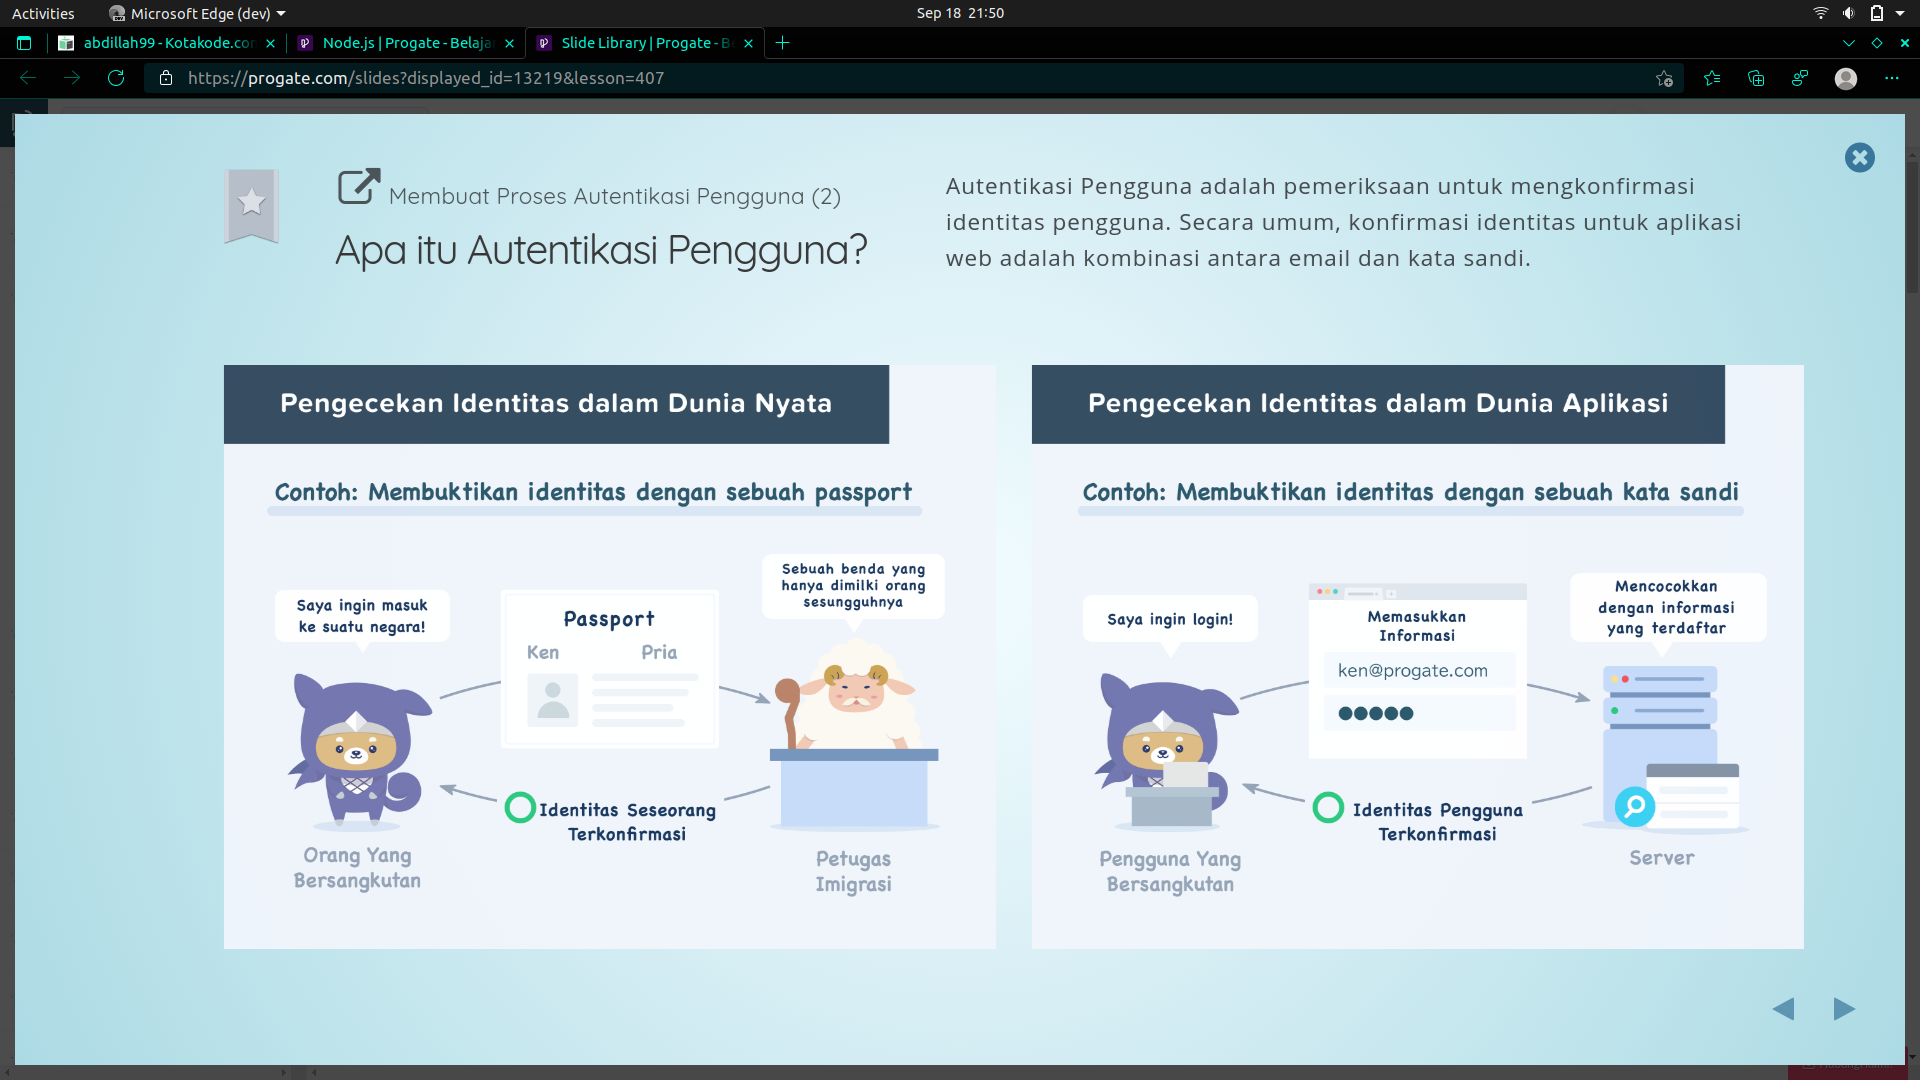 Activities
Microsoft Edge (dev)
Sep 18 21:50
abdillah99 - Kotakode.con
Node.js | Progate - Belaja
Slide Library | Progate - B
https://progate.com/slides?displayed_id=13219&lesson=407
Membuat Proses Autentikasi Pengguna (2)
Apa itu Autentikasi Pengguna?
Autentikasi Pengguna adalah pemeriksaan untuk mengkonfirmasi
identitas pengguna. Secara umum, konfirmasi identitas untuk aplikasi
web adalah kombinasi antara email dan kata sandi.
Pengecekan Identitas dalam Dunia Nyata
Contoh: Membuktikan identitas dengan sebuah passport
Saya ingin masuk
ke suatu negara!
Passport
Ken Pria
Sebuah benda yang
hanya dimilki orang
sesungguhnya
Identitas Seseorang
Terkonfirmasi
Orang Yang
Bersangkutan
Petugas
Imigrasi
Pengecekan Identitas dalam Dunia Aplikasi
Contoh: Membuktikan identitas dengan sebuah kata sandi
Saya ingin login!
Memasukkan
Informasi
ken@progate.com
Mencocokkan
dengan informasi
yang terdaftar
Identitas Pengguna
Terkonfirmasi
Pengguna Yang
Bersangkutan
Server